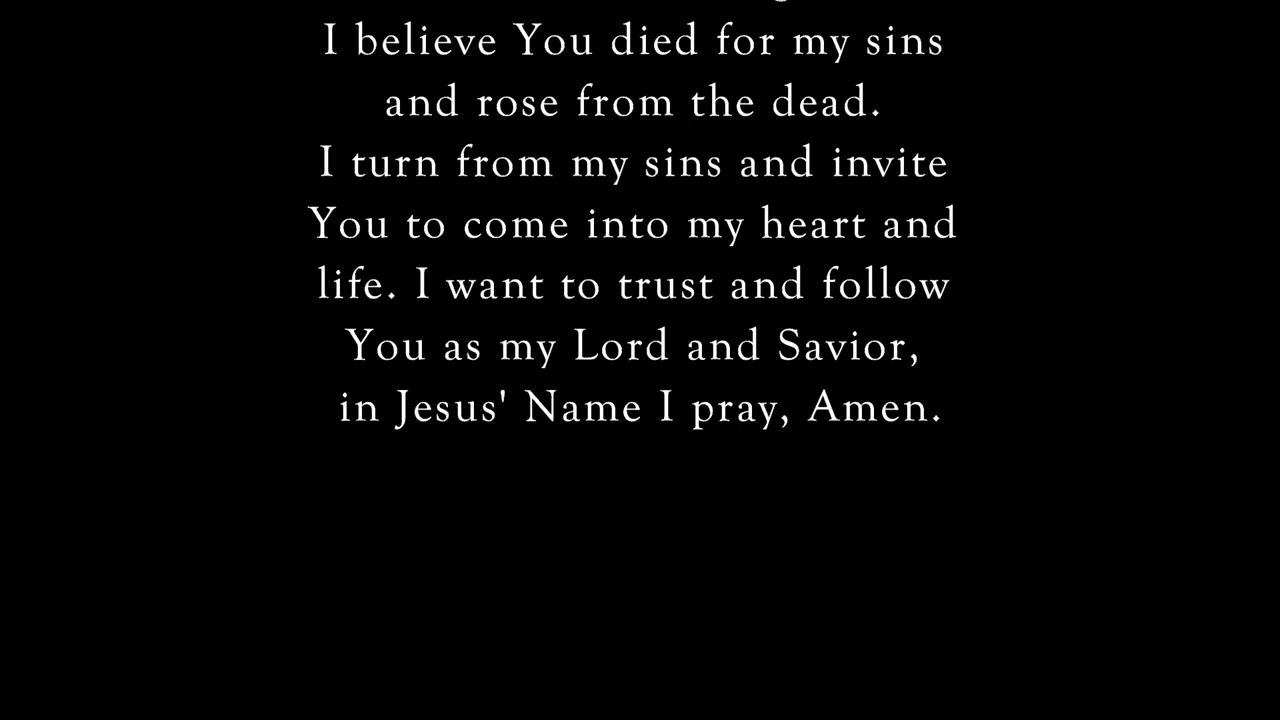 I believe You died for my sins
and rose from the dead.
I turn from my sins and invite
You to come into my heart and
life. I want to trust and follow
You as my Lord and Savior,
in Jesus' Name I pray, Amen.